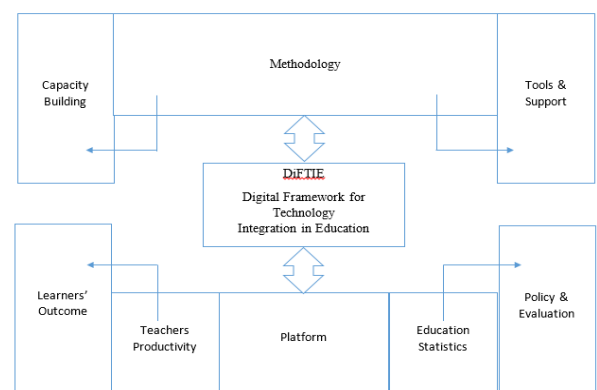 Methodology
Capacity
Building
Tools &
Support
DiFTIE
Digital Framework for
Technology
Integration in Education
Learners'
Outcome
Teachers
Productivity
Platform
Education
Statistics
Policy &
Evaluation